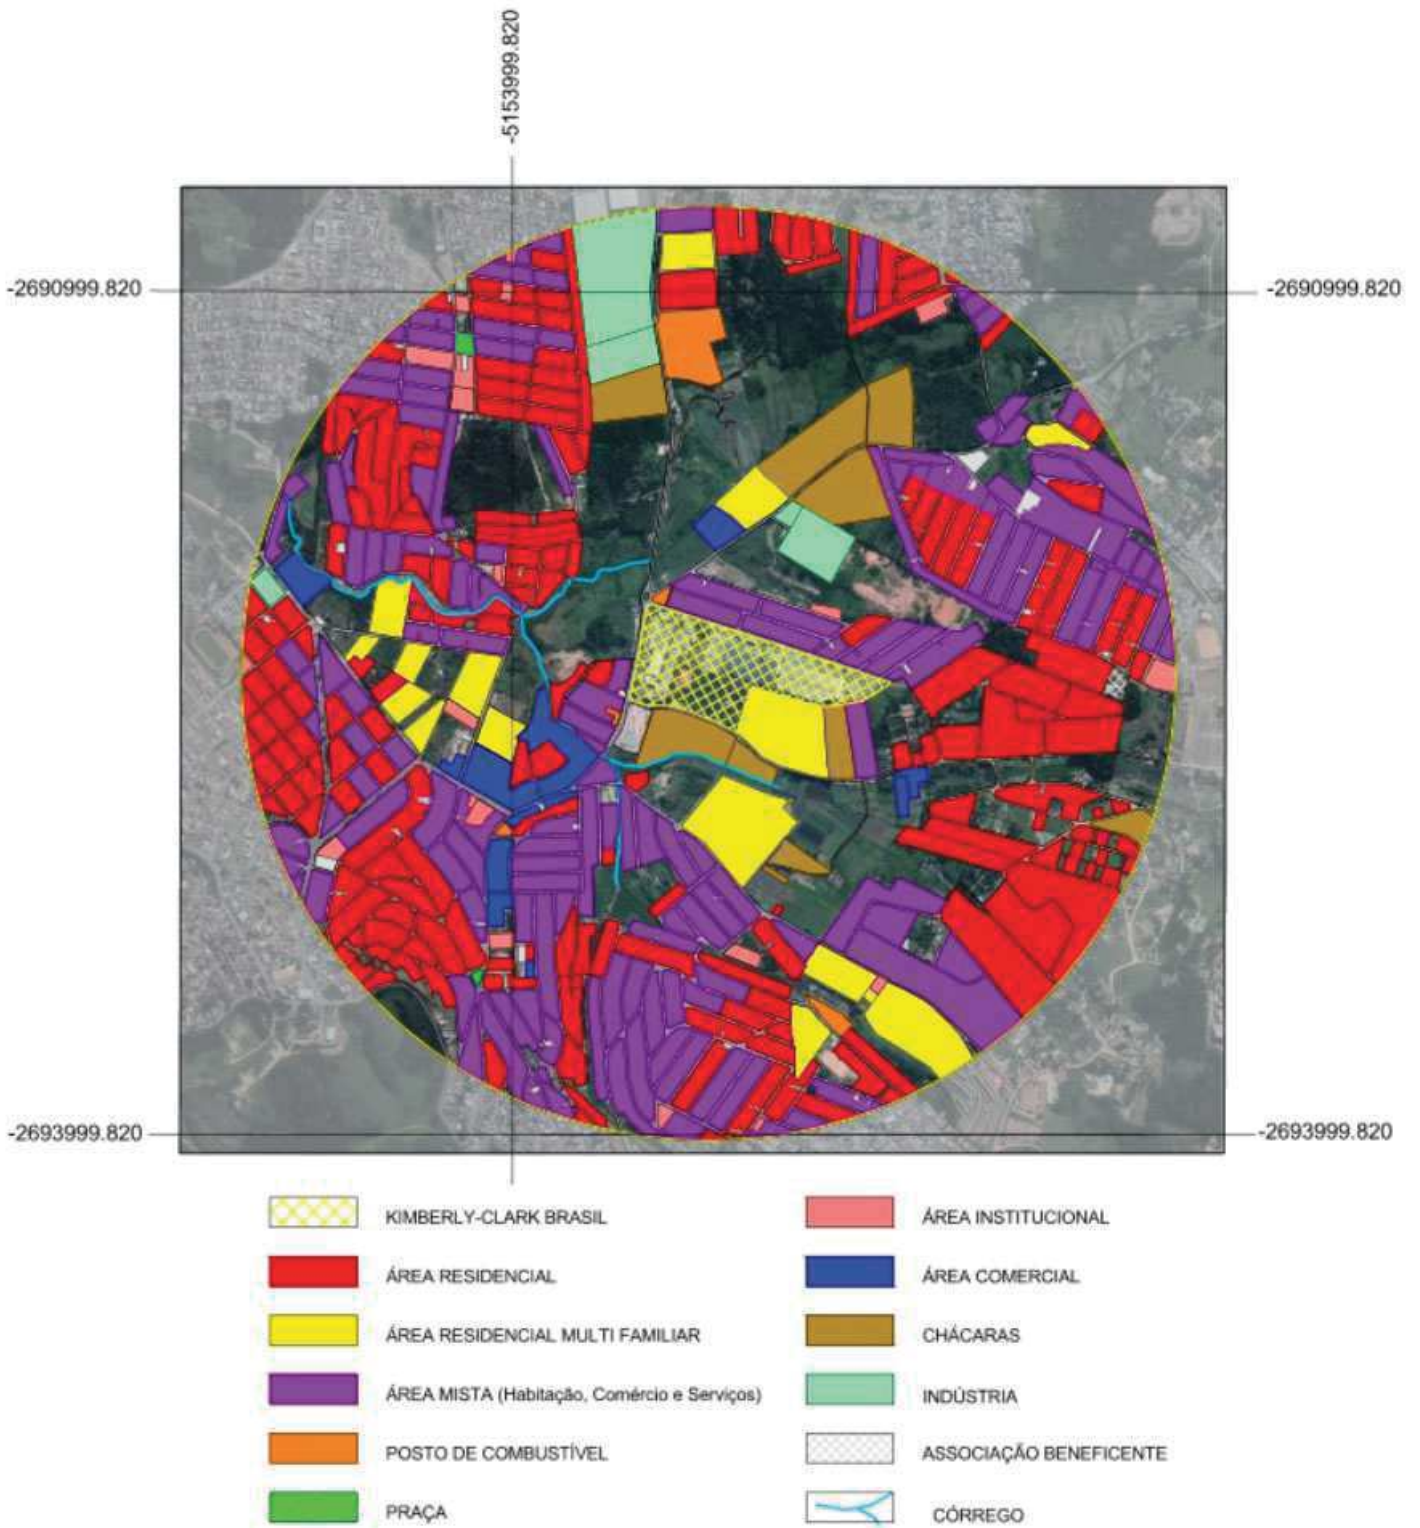 -5153999.820
-2690999.820
-2690999.820
-2693999.820
-2693999.820
KIMBERLY-CLARK BRASIL
ÁREA INSTITUCIONAL
ÁREA RESIDENCIAL
ÁREA COMERCIAL
ÁREA RESIDENCIAL MULTI FAMILIAR
CHÁCARAS
ÁREA MISTA (Habitação, Comércio e Serviços)
INDÚSTRIA
POSTO DE COMBUSTÍVEL
ASSOCIAÇÃO BENEFICENTE
PRAÇA
CÓRREGO